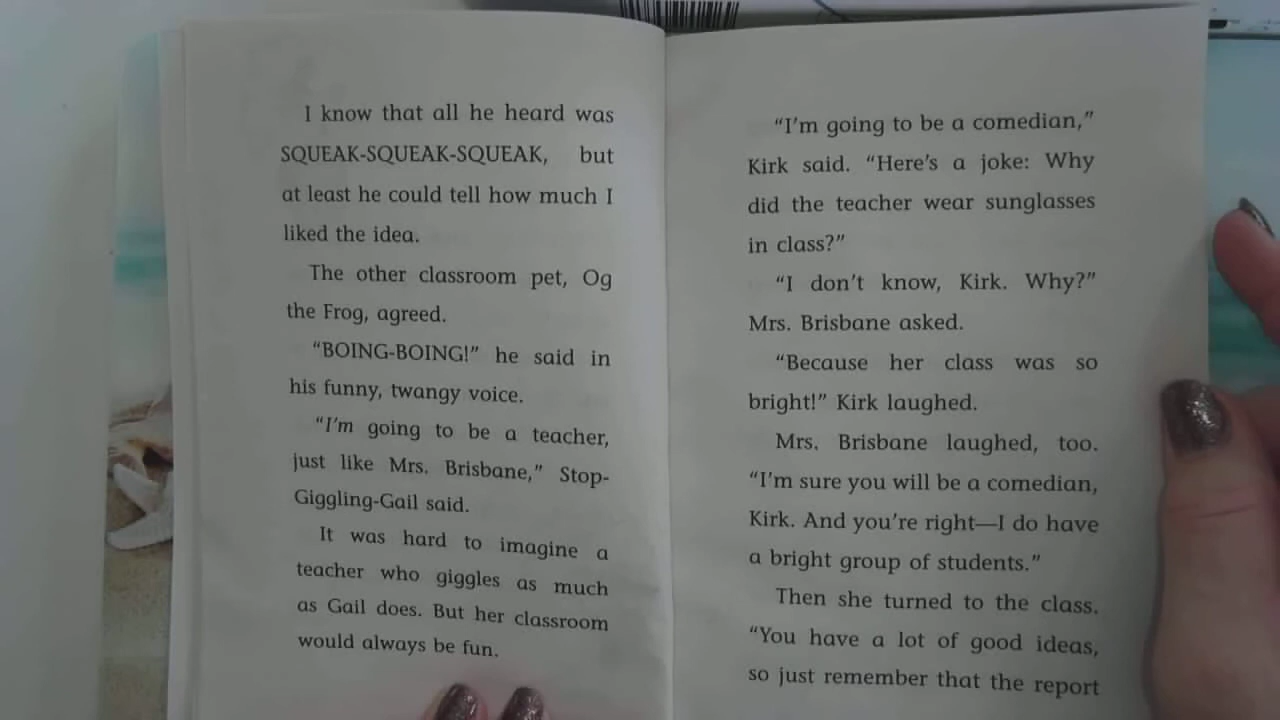 I know that all he heard was
SQUEAK-SQUEAK-SQUEAK, but
at least he could tell how much I
liked the idea.
The other classroom pet, Og
the Frog, agreed.
“BOING-BOING!” he said in
his funny, twangy voice.
“I’m going to be a teacher,
just like Mrs. Brisbane,” Stop-
Giggling-Gail said.
It was hard to imagine a
teacher who giggles as much
as Gail does. But her classroom
would always be fun.
“I’m going to be a comedian,”
Kirk said. “Here’s a joke: Why
did the teacher wear sunglasses
in class?”
“I don’t know, Kirk. Why?”
Mrs. Brisbane asked.
“Because her class was so
bright!” Kirk laughed.
Mrs. Brisbane laughed, too.
“I’m sure you will be a comedian,
Kirk. And you’re right—I do have
a bright group of students.”
Then she turned to the class.
“You have a lot of good ideas,
so just remember that the report